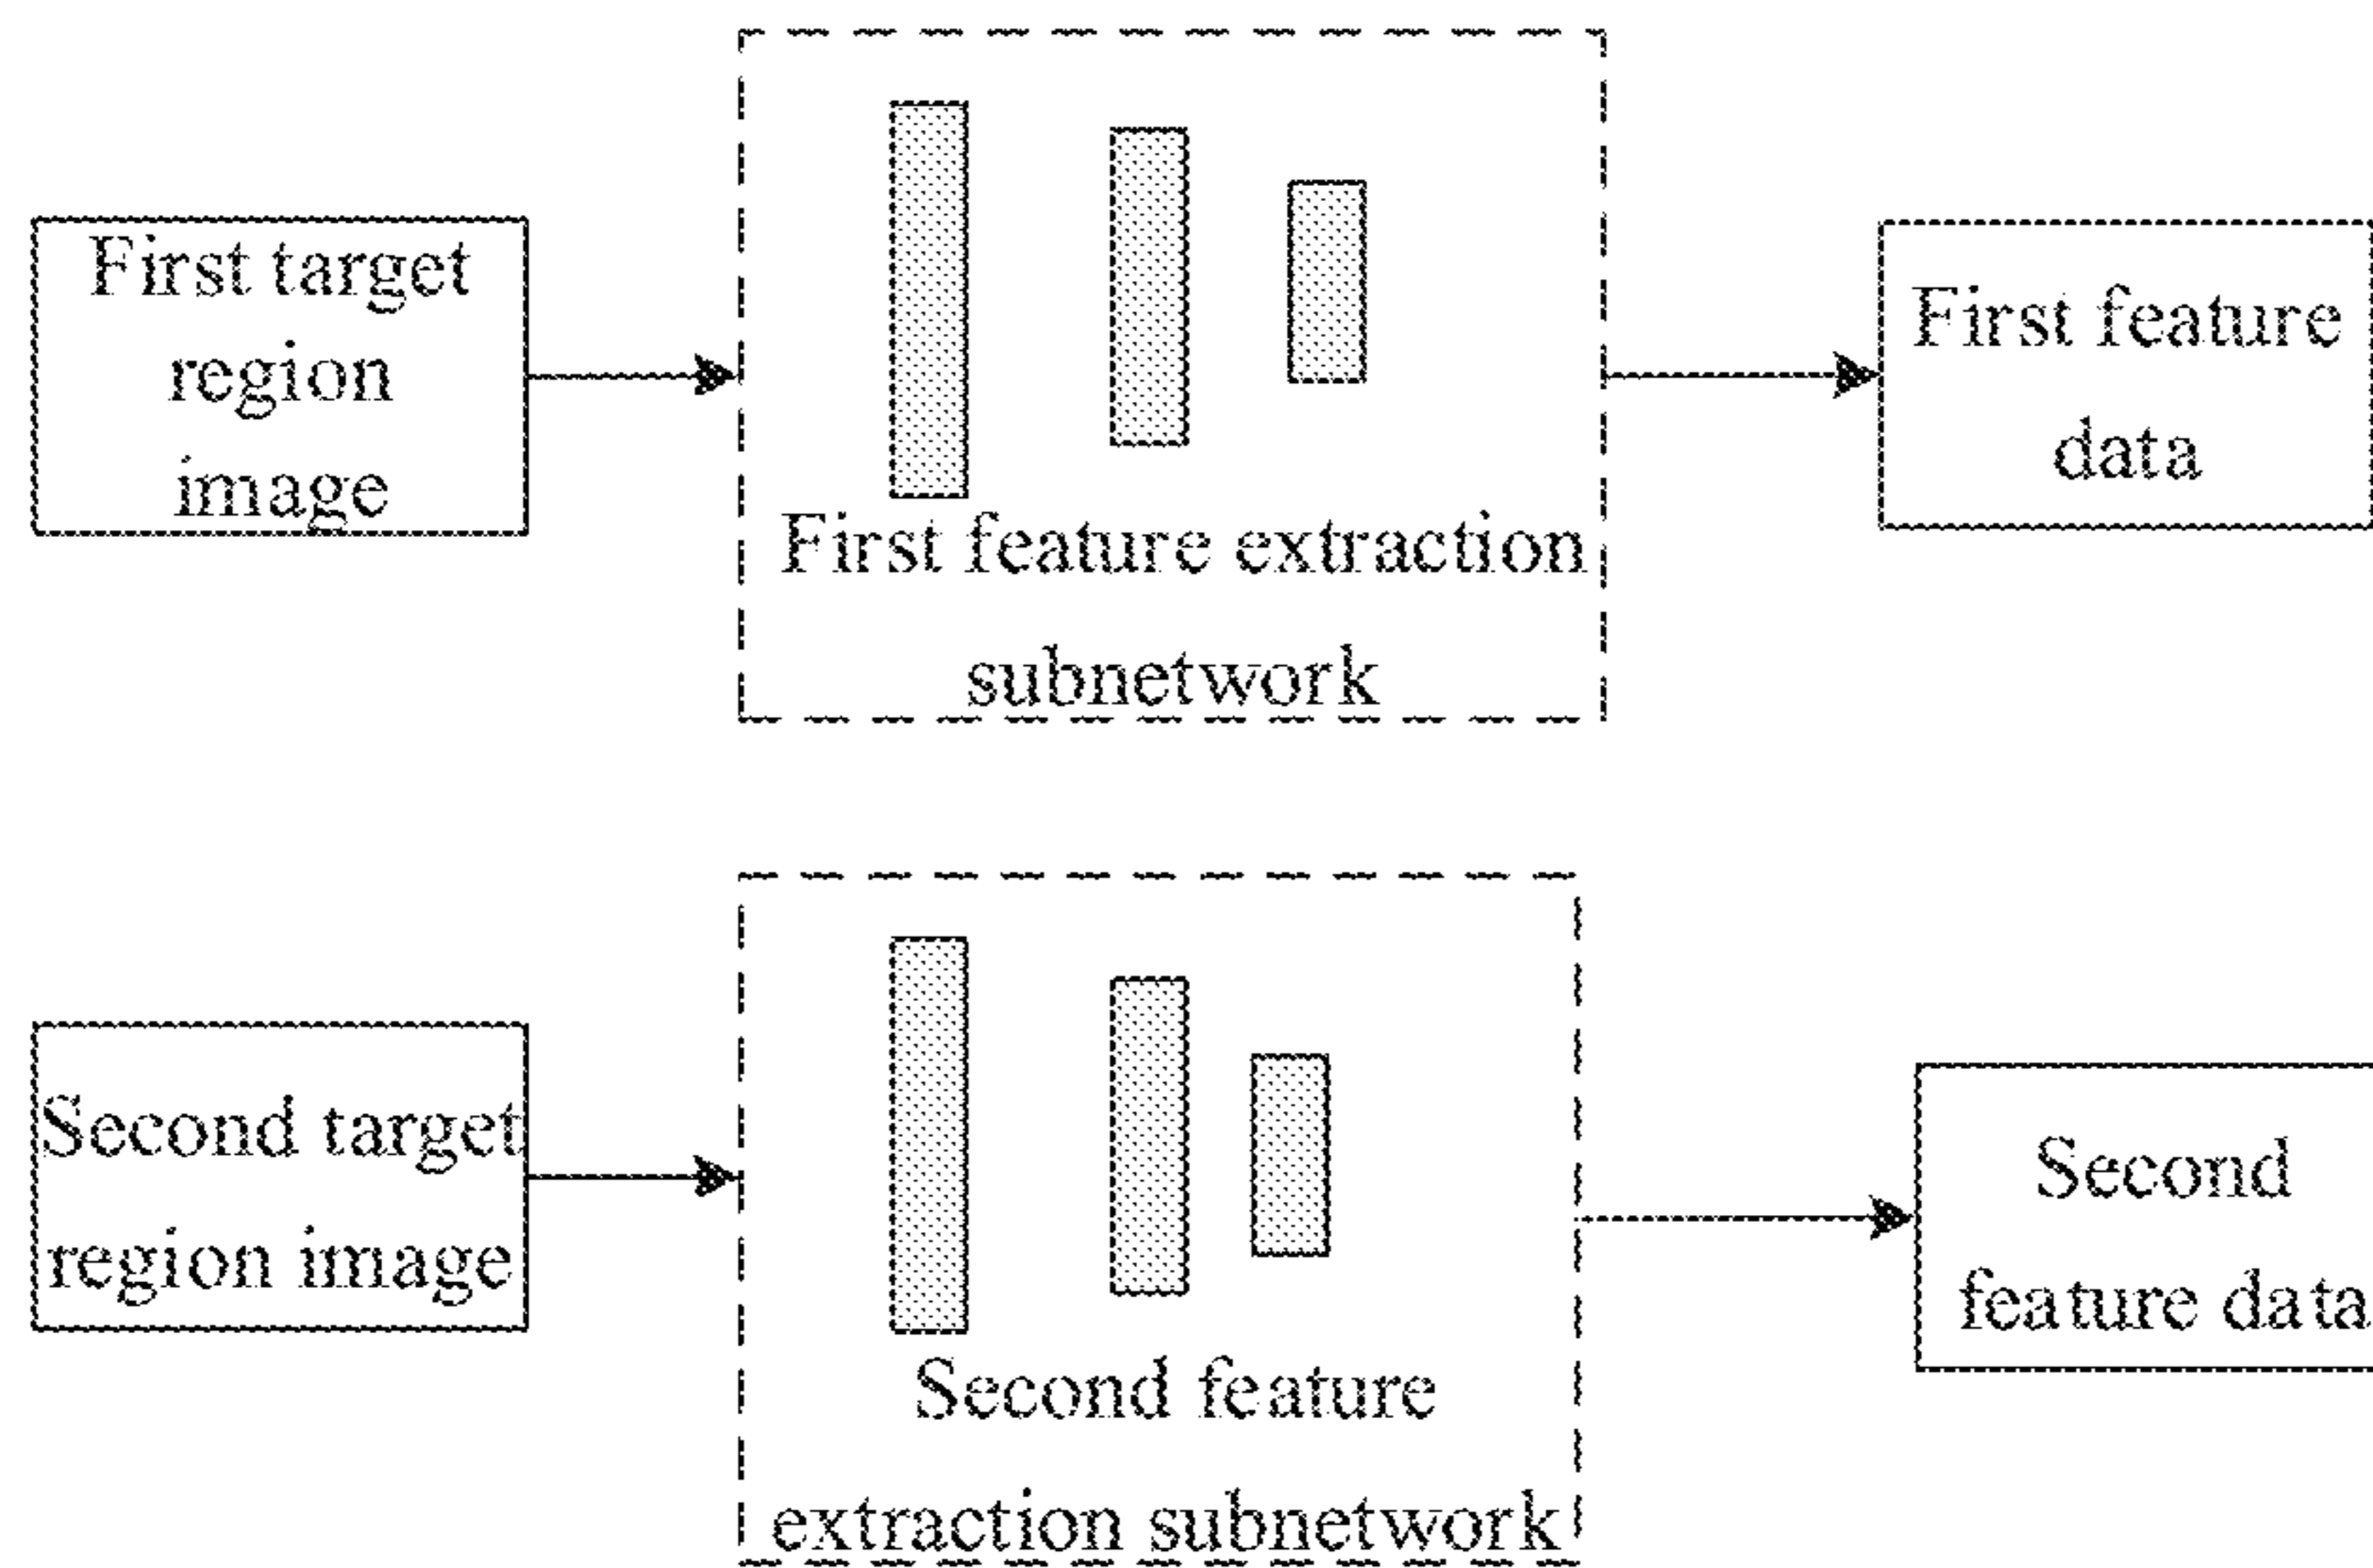 First target
region
image
First feature extraction
subnetwork
First feature
data
Second target
region image
Second feature
extraction subnetwork
Second
feature data